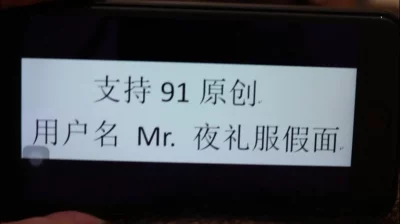 支持 91 原创
用户名 Mr. 夜礼服假面